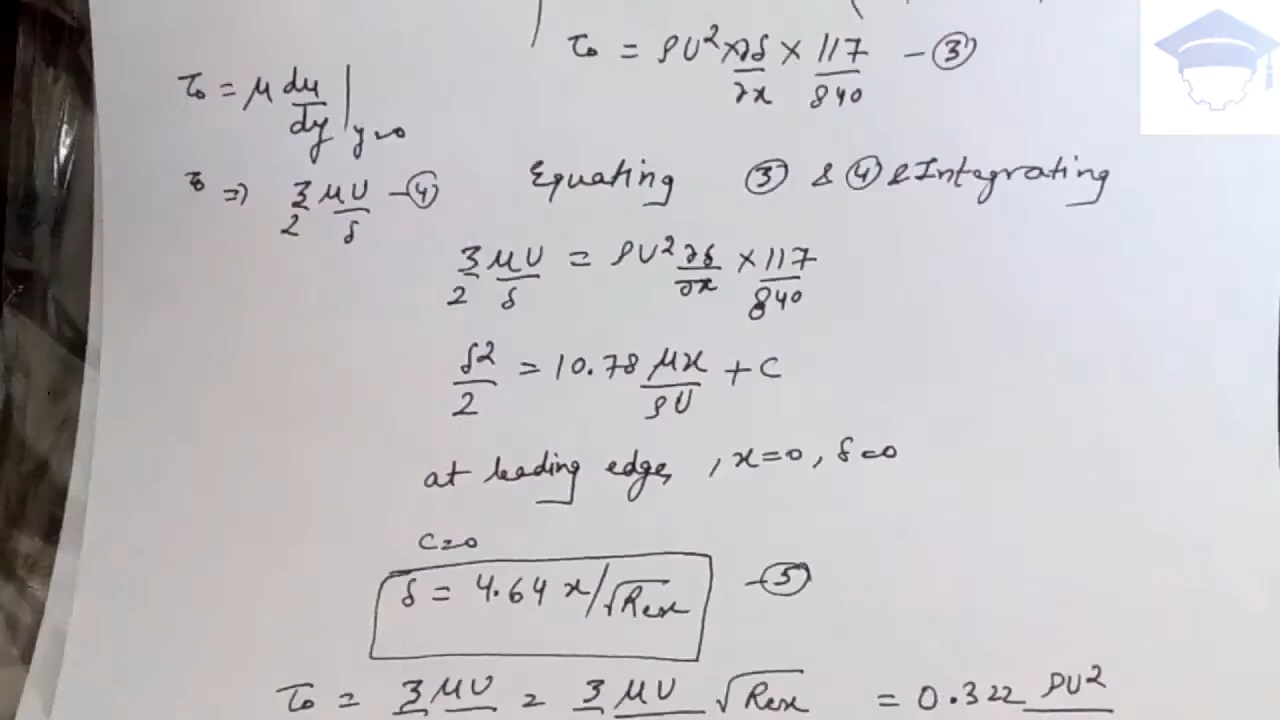 τ₀ = ρU² × ∂δ/∂x × 117/840 — ③
τ₀ = μ du/dy |y=0
τ₀ ⇒ 3/2 μU/δ — ④
Equating ③ & ④ & Integrating
3/2 μU/δ = ρU² ∂δ/∂x × 117/840
δ²/2 = 10.78 μx/ρU + C
at leading edge, x=0, δ=0
C=0
δ = 4.64 x/√Rex — ⑤
τ₀ = 3 μU = 3 μU √Rex = 0.322 ρU²